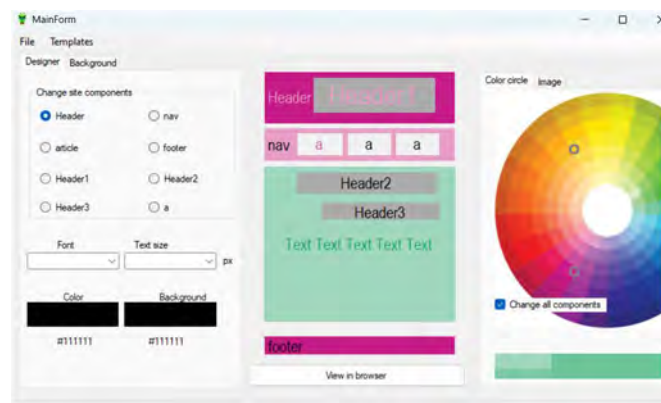 MainForm
File Templates
Designer Background
Change site components
Header nav
article footer
Header1 Header2
Header3 a
Font Text size
px
Color Background
#111111 #111111
Header Header1
nav a a a
Header2
Header3
Text Text Text Text Text
footer
View in browser
Color circle Image
Change all components